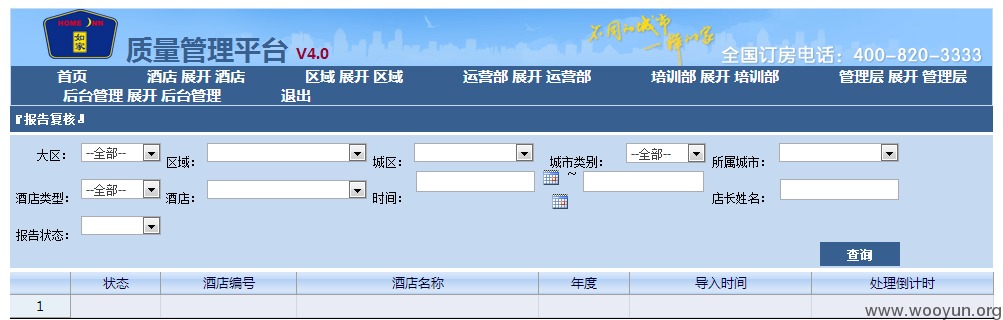 HOME INN
如家
质量管理平台 V4.0
不同的城市
一样的家
全国订房电话：400-820-3333
首页 酒店 展开 酒店 区域 展开 区域 运营部 展开 运营部 培训部 展开 培训部 管理层 展开 管理层
后台管理 展开 后台管理 退出
『报告复核』
大区： --全部-- 区域： 城区： 城市类别： --全部-- 所属城市：
酒店类型： --全部-- 酒店： 时间： ~ 店长姓名：
报告状态：
查询
状态 酒店编号 酒店名称 年度 导入时间 处理倒计时
1
www.wooyun.org